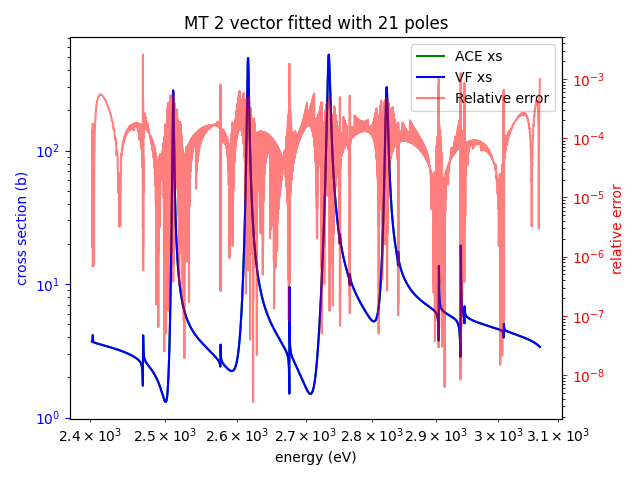 MT 2 vector fitted with 21 poles
ACE xs
VF xs
Relative error
cross section (b)
10²
10¹
10⁰
relative error
10⁻³
10⁻⁴
10⁻⁵
10⁻⁶
10⁻⁷
10⁻⁸
2.4 × 10³ 2.5 × 10³ 2.6 × 10³ 2.7 × 10³ 2.8 × 10³ 2.9 × 10³ 3 × 10³ 3.1 × 10³
energy (eV)